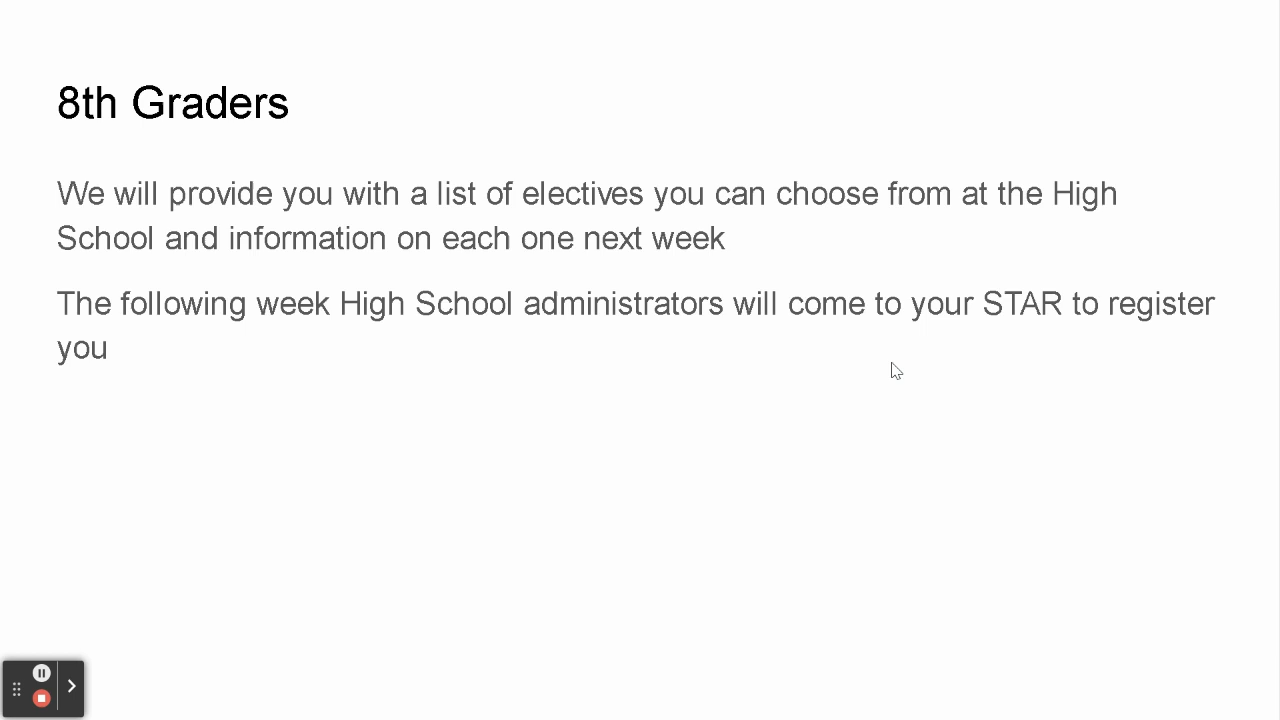 8th Graders
We will provide you with a list of electives you can choose from at the High
School and information on each one next week
The following week High School administrators will come to your STAR to register
you